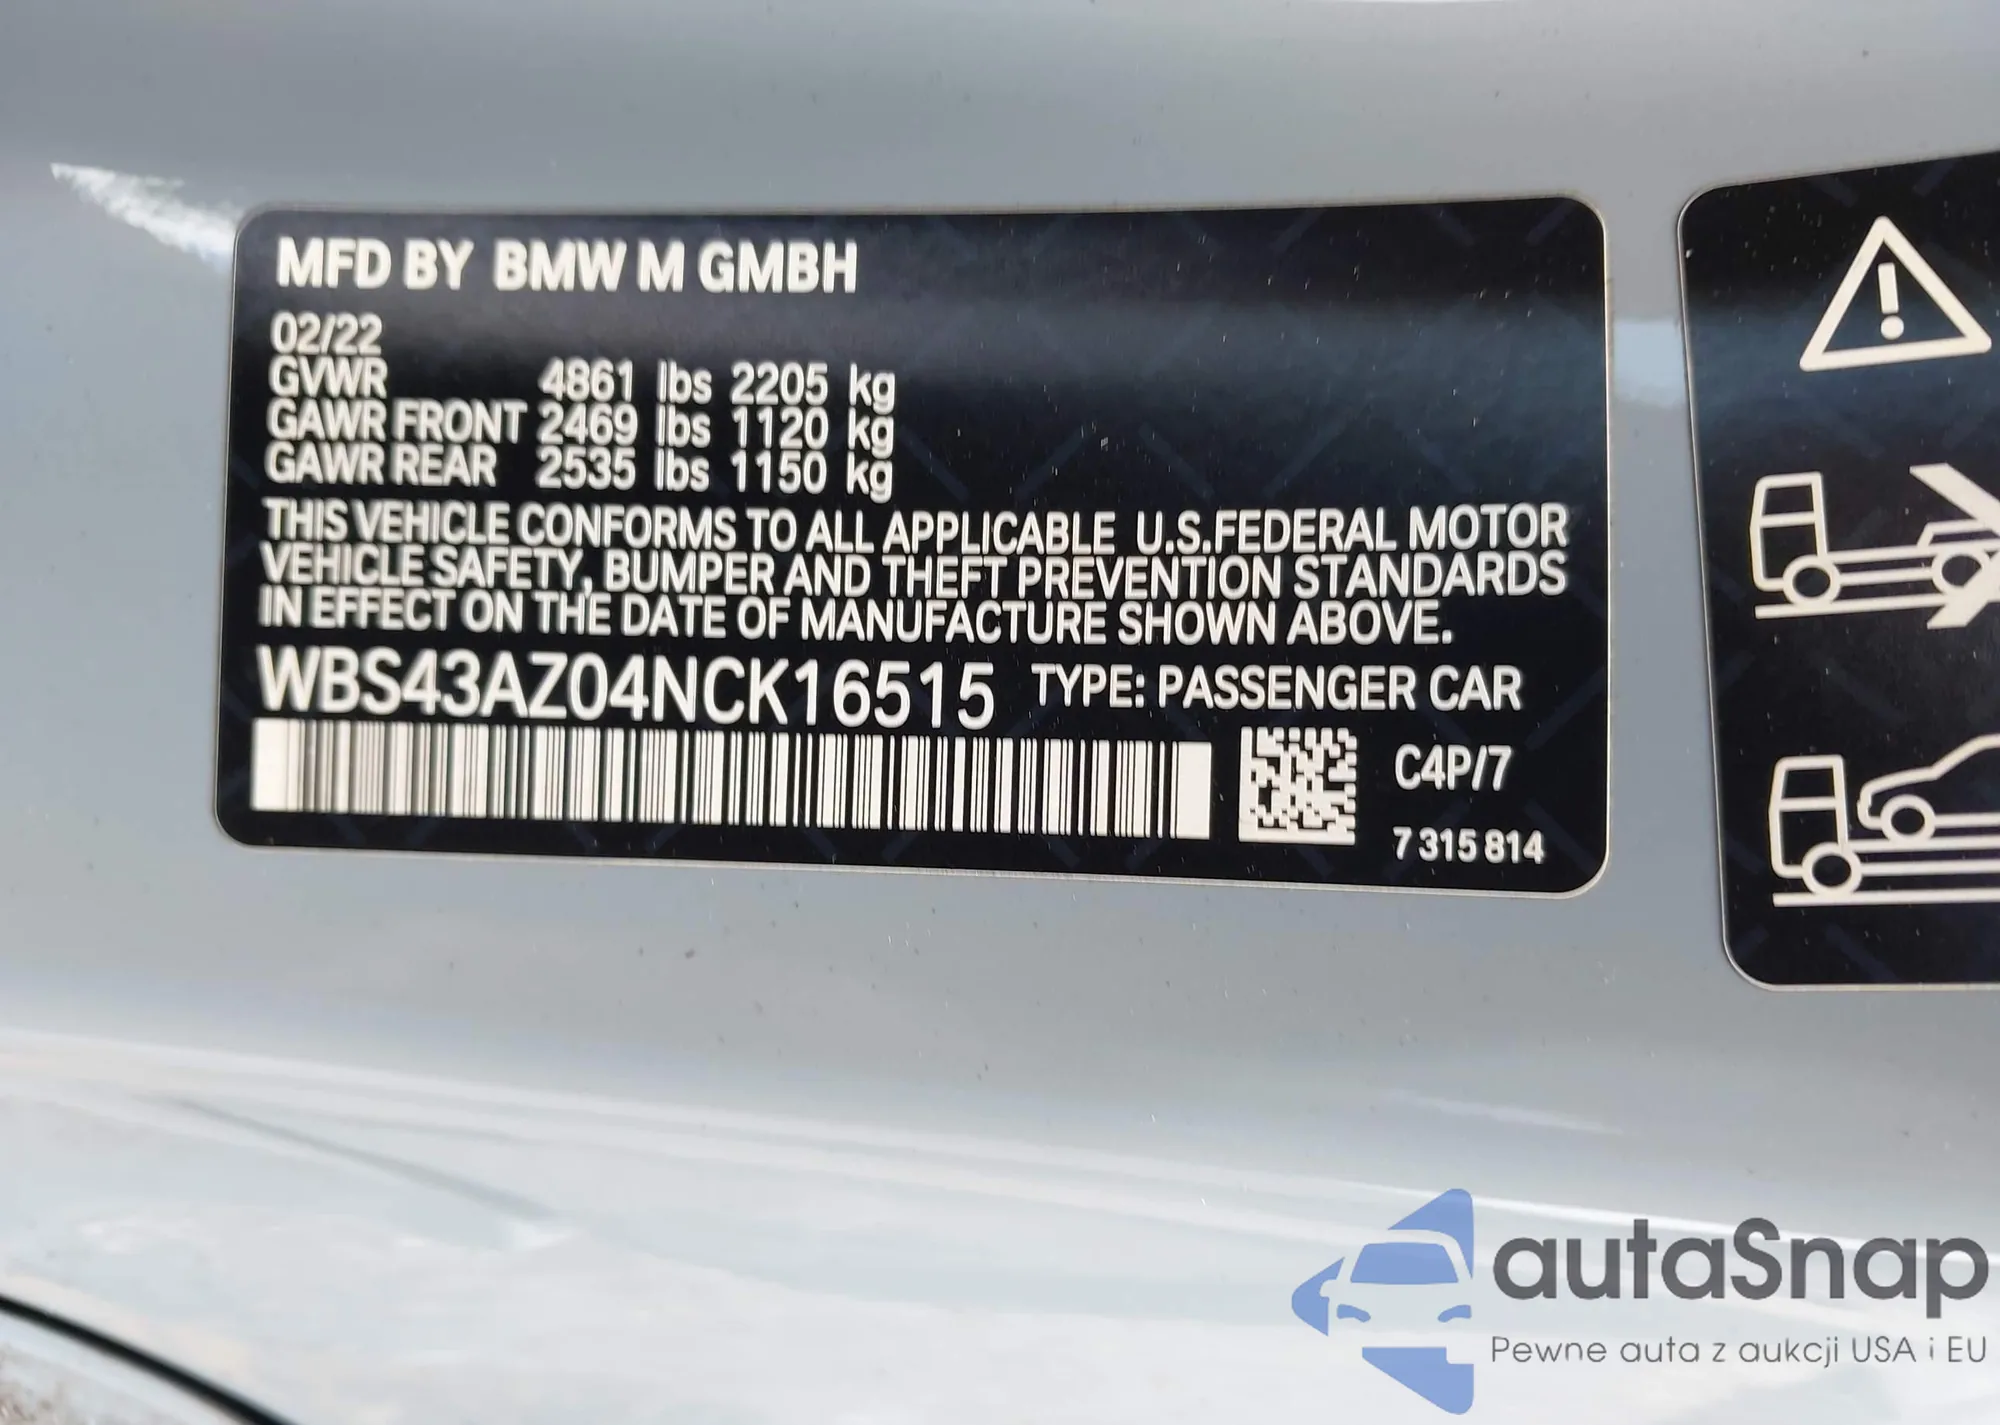 MFD BY BMW M GMBH
02/22
GVWR 4861 lbs 2205 kg
GAWR FRONT 2469 lbs 1120 kg
GAWR REAR 2535 lbs 1150 kg
THIS VEHICLE CONFORMS TO ALL APPLICABLE U.S.FEDERAL MOTOR
VEHICLE SAFETY, BUMPER AND THEFT PREVENTION STANDARDS
IN EFFECT ON THE DATE OF MANUFACTURE SHOWN ABOVE.
WBS43AZ04NCK16515 TYPE: PASSENGER CAR
C4P/7
7 315 814
autaSnap
Pewne auta z aukcji USA i EU